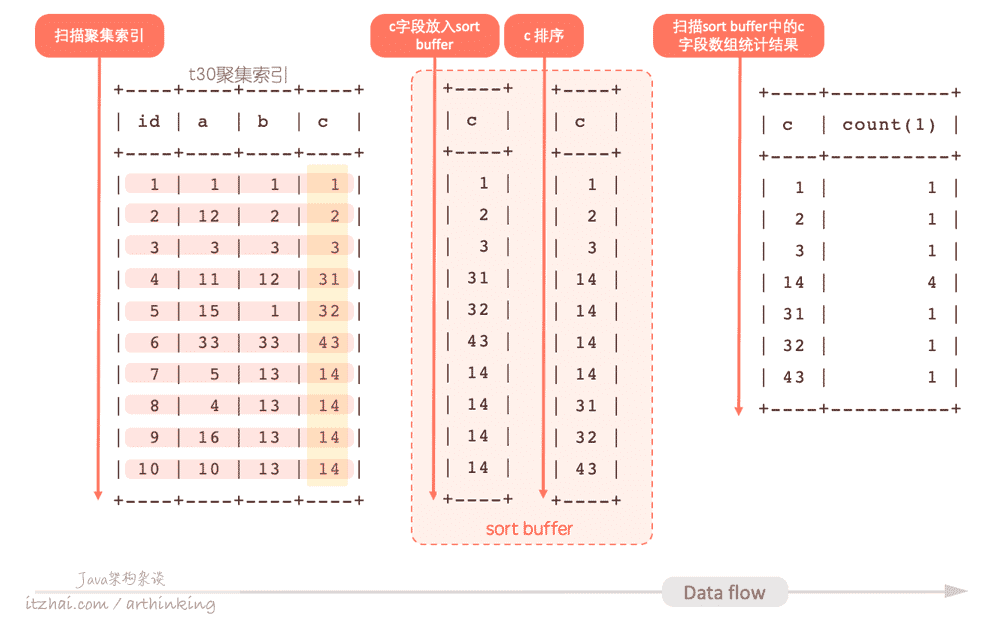 扫描聚集索引
c字段放入sort
buffer
c 排序
扫描sort buffer中的c
字段数组统计结果
t30聚集索引
+----+----+----+----+
| id | a | b | c |
+----+----+----+----+
| 1 | 1 | 1 | 1 |
| 2 | 12 | 2 | 2 |
| 3 | 3 | 3 | 3 |
| 4 | 11 | 12 | 31 |
| 5 | 15 | 1 | 32 |
| 6 | 33 | 33 | 43 |
| 7 | 5 | 13 | 14 |
| 8 | 4 | 13 | 14 |
| 9 | 16 | 13 | 14 |
| 10 | 10 | 13 | 14 |
+----+----+----+----+
+----+
| c |
+----+
| 1 |
| 2 |
| 3 |
| 31 |
| 32 |
| 43 |
| 14 |
| 14 |
| 14 |
| 14 |
+----+
+----+
| c |
+----+
| 1 |
| 2 |
| 3 |
| 14 |
| 14 |
| 14 |
| 14 |
| 31 |
| 32 |
| 43 |
+----+
sort buffer
+----+----------+
| c | count(1) |
+----+----------+
| 1 | 1 |
| 2 | 1 |
| 3 | 1 |
| 14 | 4 |
| 31 | 1 |
| 32 | 1 |
| 43 | 1 |
+----+----------+
Java架构杂谈
itzhai.com / arthinking
Data flow